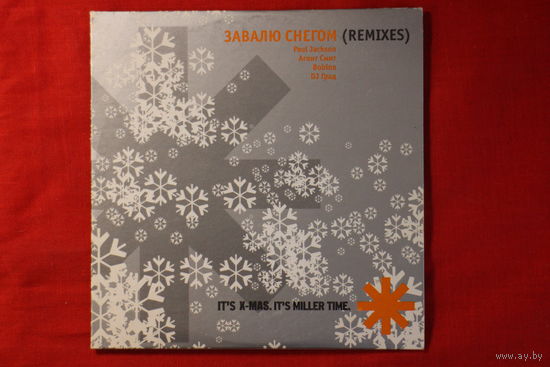 ЗАВАЛЮ СНЕГОМ (REMIXES)
Paul Jackson
Агент Смит
Bobina
DJ Град
IT'S X-MAS. IT'S MILLER TIME.
www.ay.by